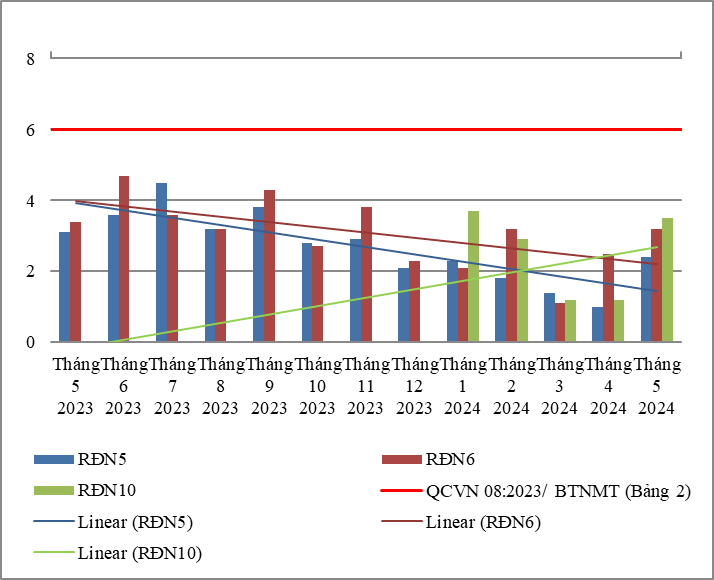 8
6
4
2
0
Tháng Tháng Tháng Tháng Tháng Tháng Tháng Tháng Tháng Tháng Tháng Tháng Tháng
5 6 7 8 9 10 11 12 1 2 3 4 5
2023 2023 2023 2023 2023 2023 2023 2023 2024 2024 2024 2024 2024
RĐN5 RĐN6
RĐN10 QCVN 08:2023/ BTNMT (Bảng 2)
Linear (RĐN5) Linear (RĐN6)
Linear (RĐN10)